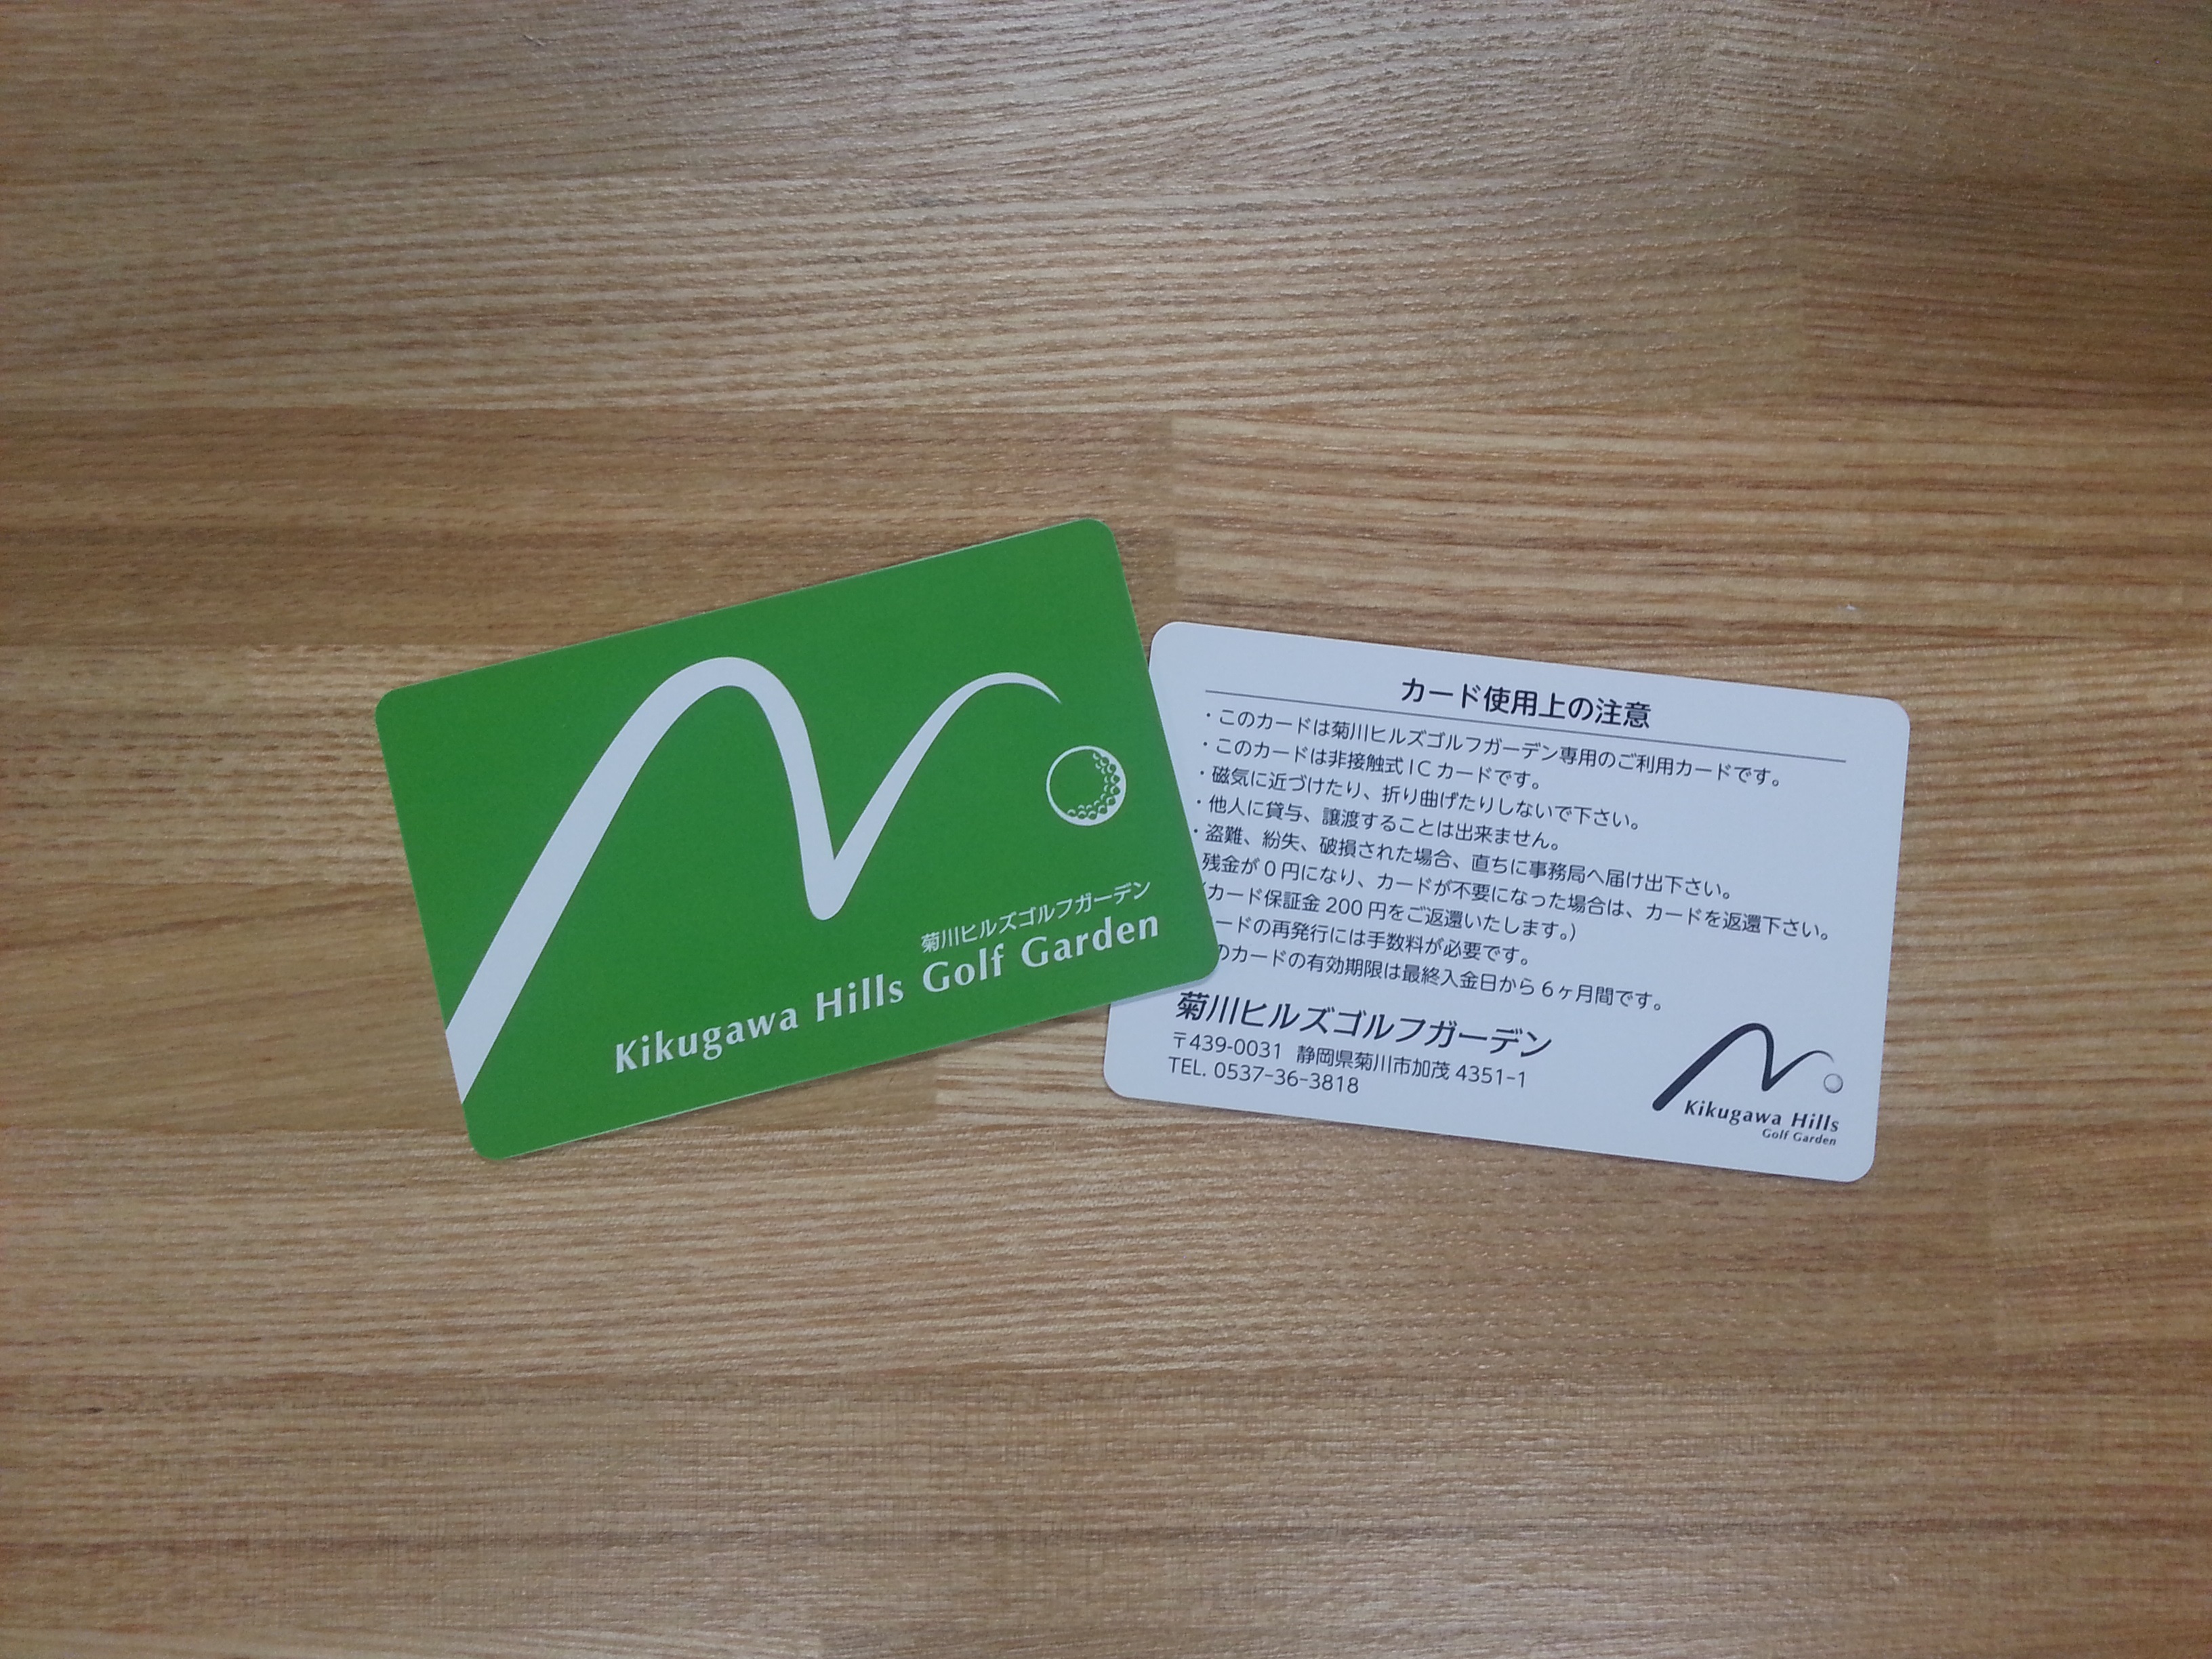 菊川ヒルズゴルフガーデン
Kikugawa Hills Golf Garden
カード使用上の注意
・このカードは菊川ヒルズゴルフガーデン専用のご利用カードです。
・このカードは非接触式ICカードです。
・磁気に近づけたり、折り曲げたりしないで下さい。
・他人に貸与、譲渡することは出来ません。
・盗難、紛失、破損された場合、直ちに事務局へ届け出下さい。
残金が0円になり、カードが不要になった場合は、カードを返還下さい。
(カード保証金200円をご返還いたします。)
ードの再発行には手数料が必要です。
のカードの有効期限は最終入金日から6ヶ月間です。
菊川ヒルズゴルフガーデン
〒439-0031 静岡県菊川市加茂4351-1
TEL. 0537-36-3818
Kikugawa Hills
Golf Garden